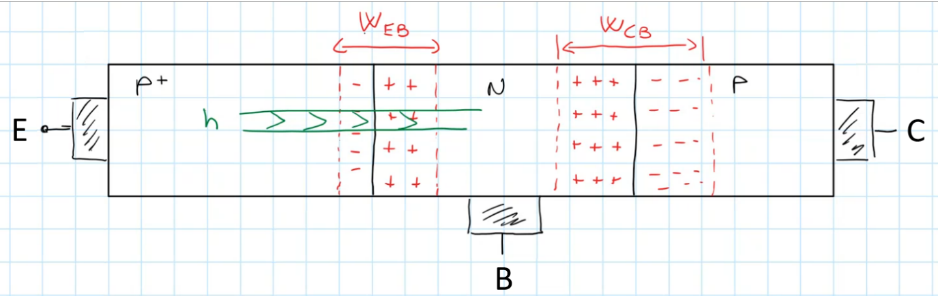 W_EB W_CB
P+ - + + N + + + - - - P
h + + + + + - - -
E C
- + + + + + - - -
-
- + + + + + - - -
- - -
B